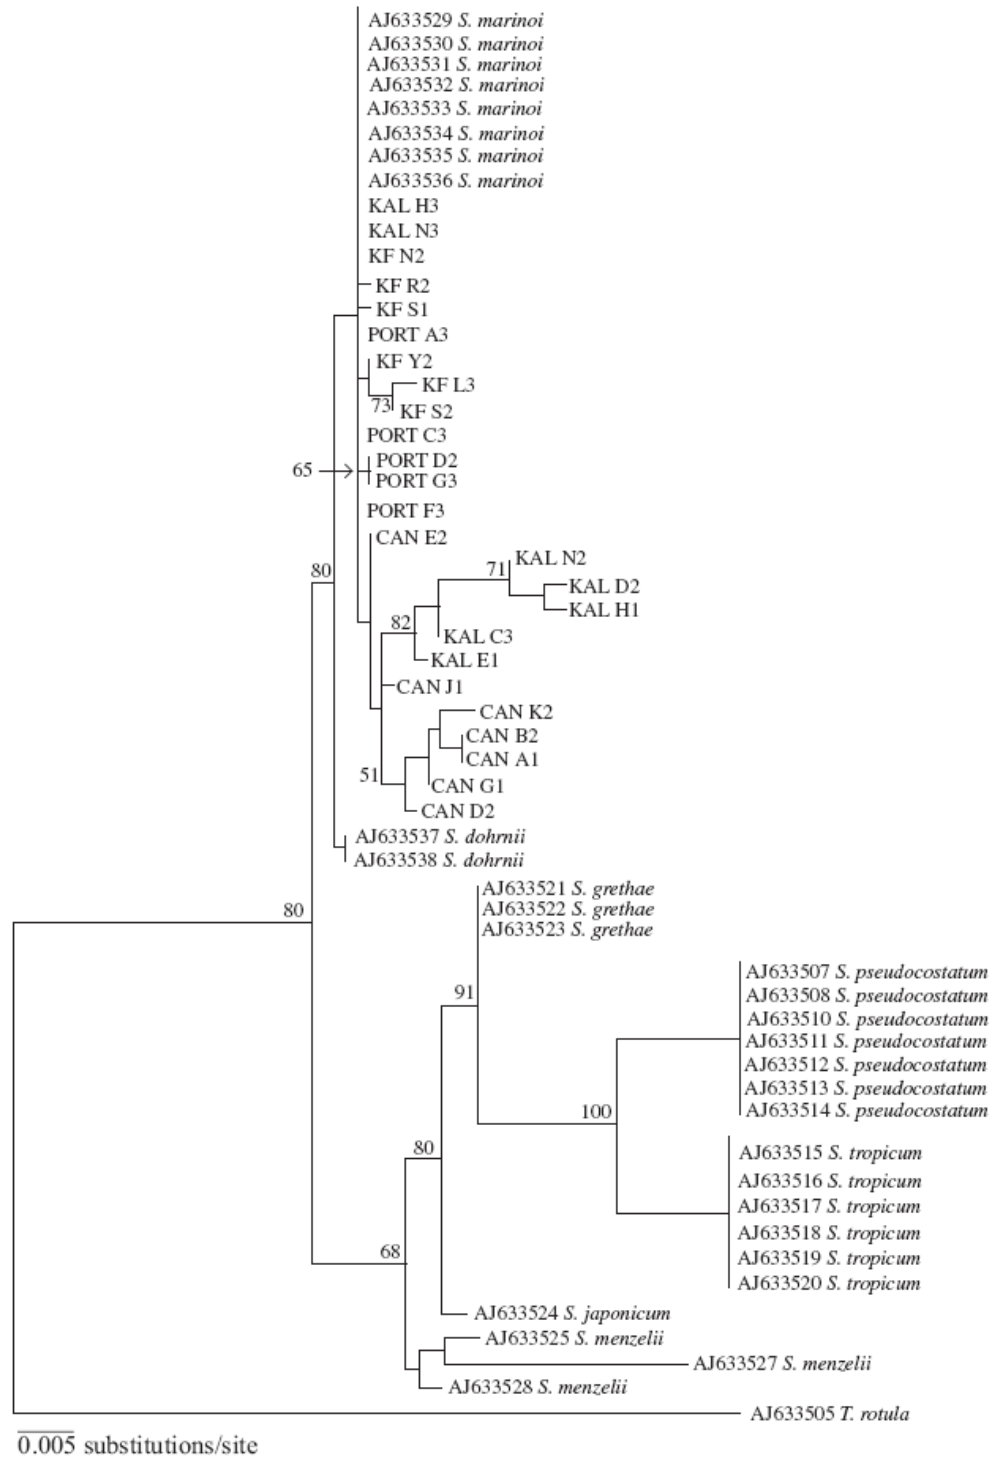 AJ633529 S. marinoi
AJ633530 S. marinoi
AJ633531 S. marinoi
AJ633532 S. marinoi
AJ633533 S. marinoi
AJ633534 S. marinoi
AJ633535 S. marinoi
AJ633536 S. marinoi
KAL H3
KAL N3
KF N2
KF R2
KF S1
PORT A3
KF Y2
KF L3
73
KF S2
PORT C3
65
PORT D2
PORT G3
PORT F3
CAN E2
KAL N2
71
80
KAL D2
KAL H1
82
KAL C3
KAL E1
CAN J1
CAN K2
CAN B2
CAN A1
51
CAN G1
CAN D2
AJ633537 S. dohrnii
AJ633538 S. dohrnii
AJ633521 S. grethae
AJ633522 S. grethae
80
AJ633523 S. grethae
AJ633507 S. pseudocostatum
91
AJ633508 S. pseudocostatum
AJ633510 S. pseudocostatum
AJ633511 S. pseudocostatum
AJ633512 S. pseudocostatum
AJ633513 S. pseudocostatum
AJ633514 S. pseudocostatum
100
80
AJ633515 S. tropicum
AJ633516 S. tropicum
AJ633517 S. tropicum
AJ633518 S. tropicum
68
AJ633519 S. tropicum
AJ633520 S. tropicum
AJ633524 S. japonicum
AJ633525 S. menzelii
AJ633527 S. menzelii
AJ633528 S. menzelii
AJ633505 T. rotula
0.005 substitutions/site